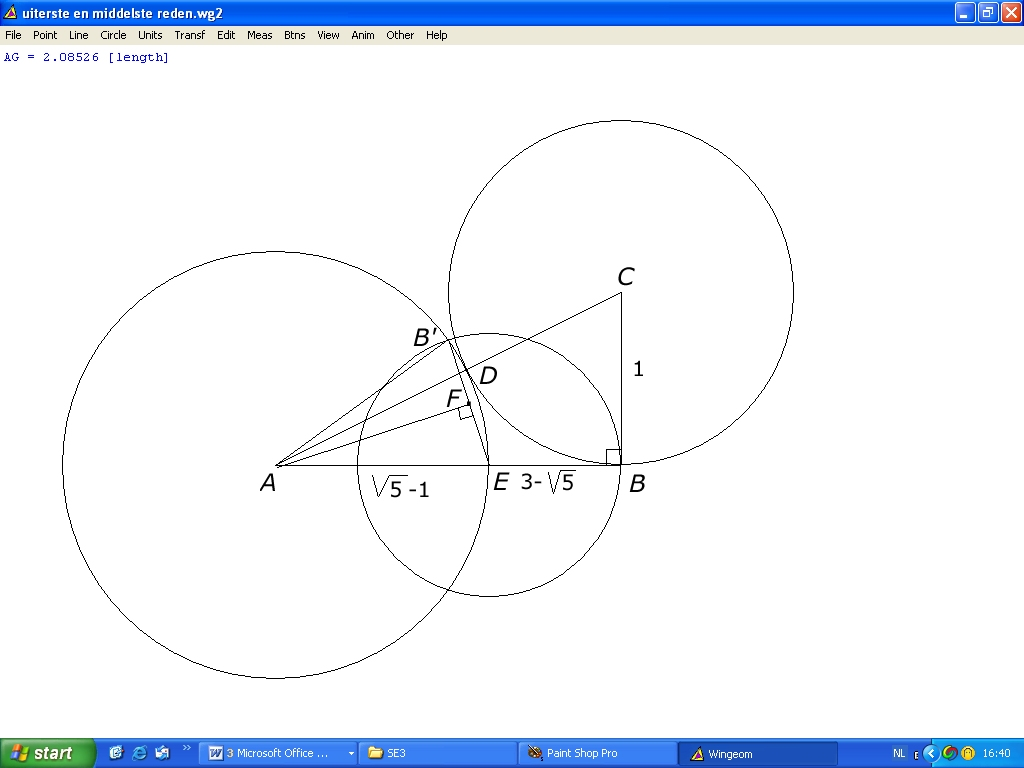 uiterste en middelste reden.wg2
File Point Line Circle Units Transf Edit Meas Btns View Anim Other Help
AG = 2.08526 [length]
C
B'
1
D
F
A
√5 -1
E
3-√5
B
start
3 Microsoft Office ...
SE3
Paint Shop Pro
Wingeom
NL
16:40